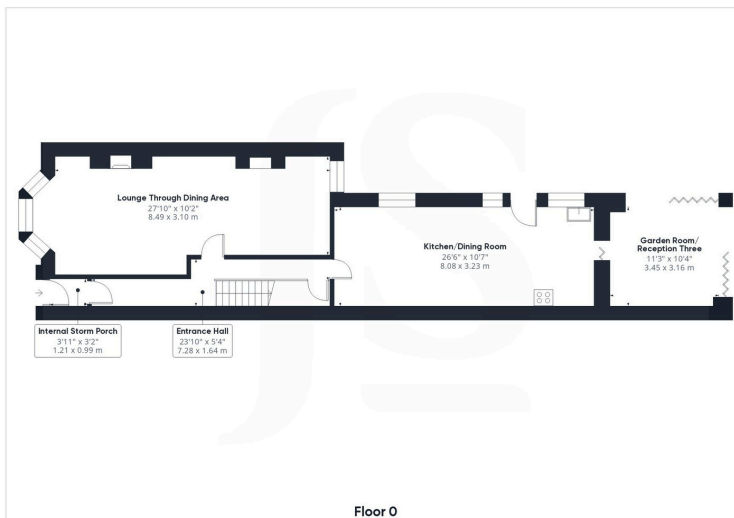 Lounge Through Dining Area
27'10" x 10'2"
8.49 x 3.10 m
Kitchen/Dining Room
26'6" x 10'7"
8.08 x 3.23 m
Garden Room/
Reception Three
11'3" x 10'4"
3.45 x 3.16 m
Internal Storm Porch
3'11" x 3'2"
1.21 x 0.99 m
Entrance Hall
23'10" x 5'4"
7.28 x 1.64 m
JS
Floor 0